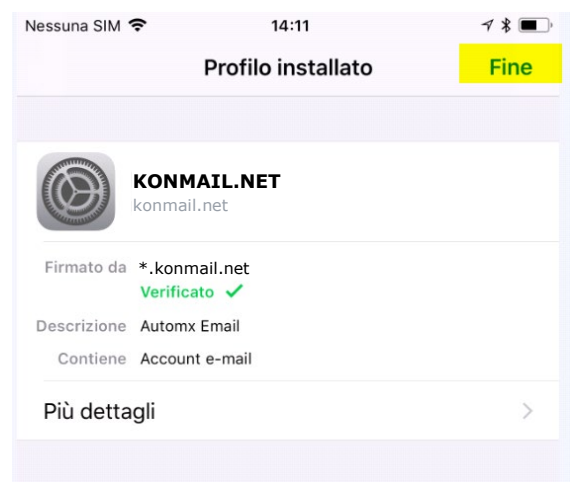 Nessuna SIM 14:11
Profilo installato Fine
KONMAIL.NET
konmail.net
Firmato da *.konmail.net
Verificato ✓
Descrizione Automx Email
Contiene Account e-mail
Più dettagli